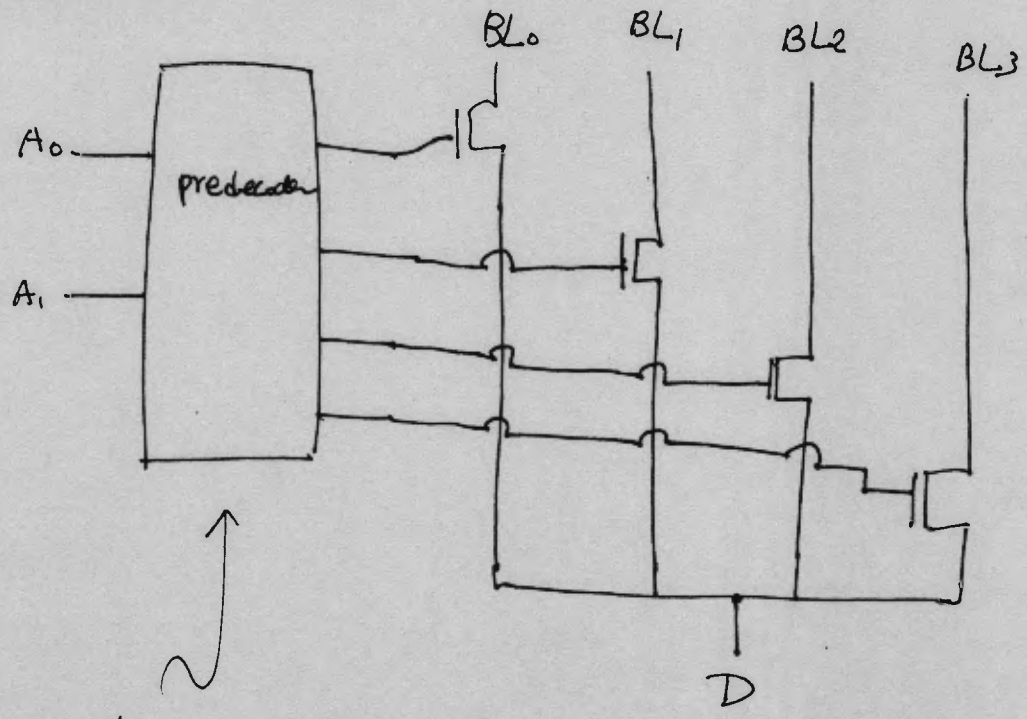 BL₀ BL₁ BL₂ BL₃
A₀
predecoder
A₁
D